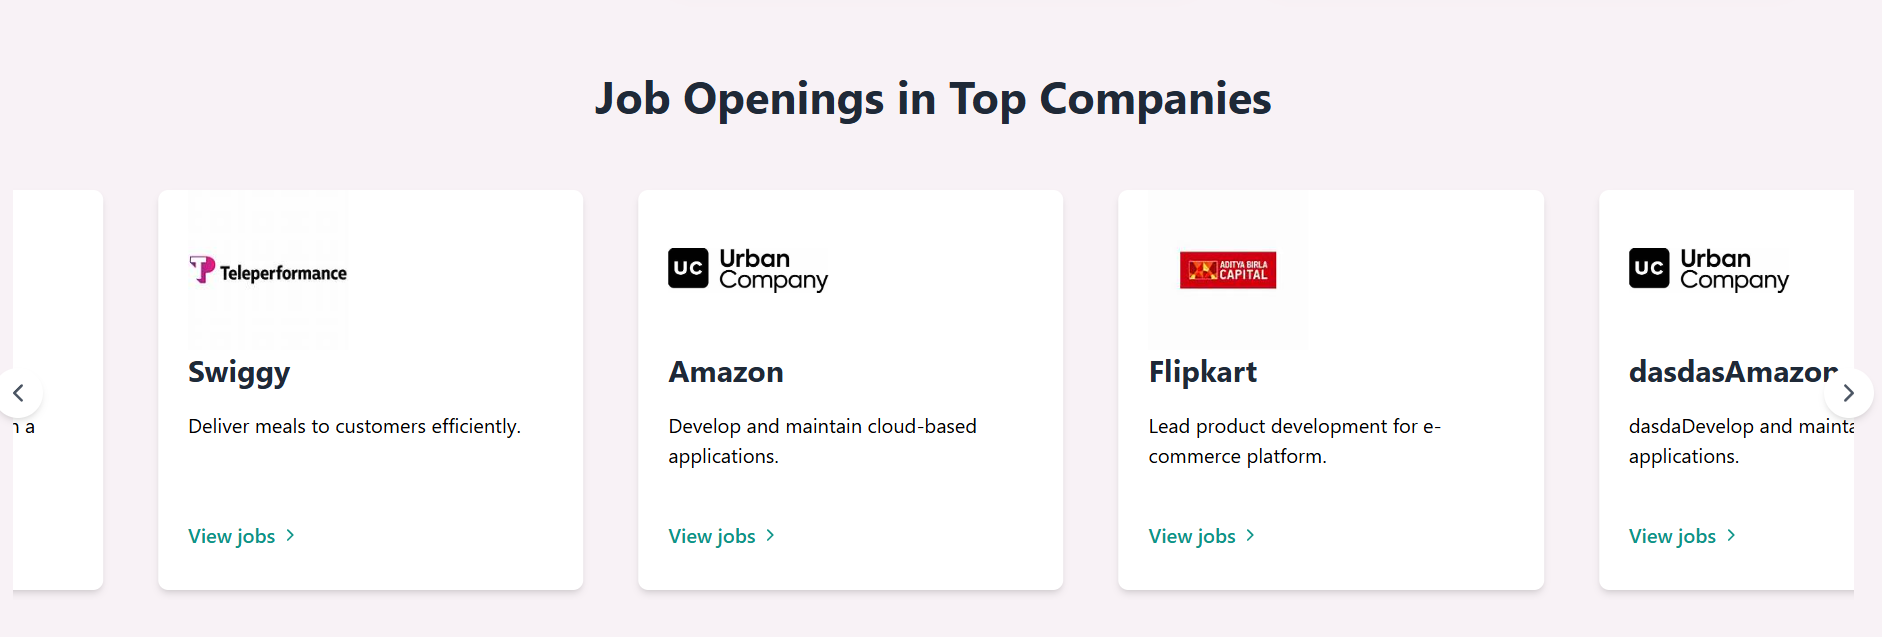 Job Openings in Top Companies
a
Teleperformance
Swiggy
Deliver meals to customers efficiently.
View jobs
UC Urban
Company
Amazon
Develop and maintain cloud-based
applications.
View jobs
ADITYA BIRLA
CAPITAL
Flipkart
Lead product development for e-
commerce platform.
View jobs
UC Urban
Company
dasdasAmazon
dasdaDevelop and mainta
applications.
View jobs